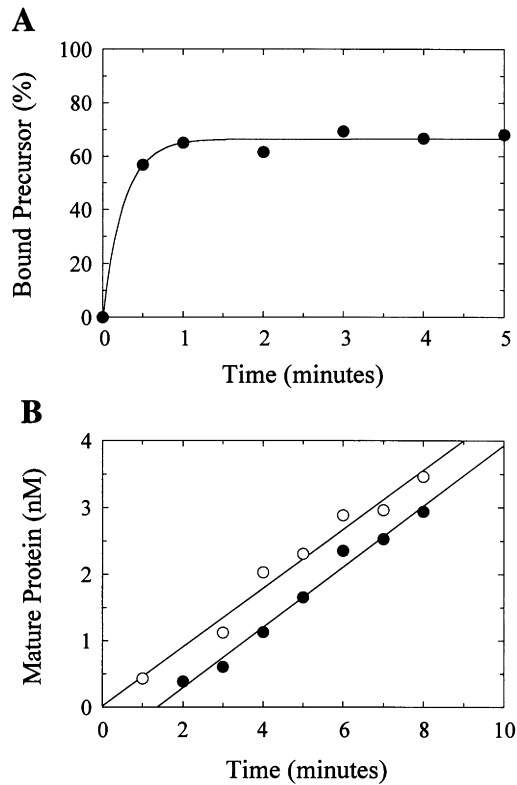 A
100
80
60
40
20
0
Bound Precursor (%)
0 1 2 3 4 5
Time (minutes)
B
4
3
2
1
0
Mature Protein (nM)
0 2 4 6 8 10
Time (minutes)